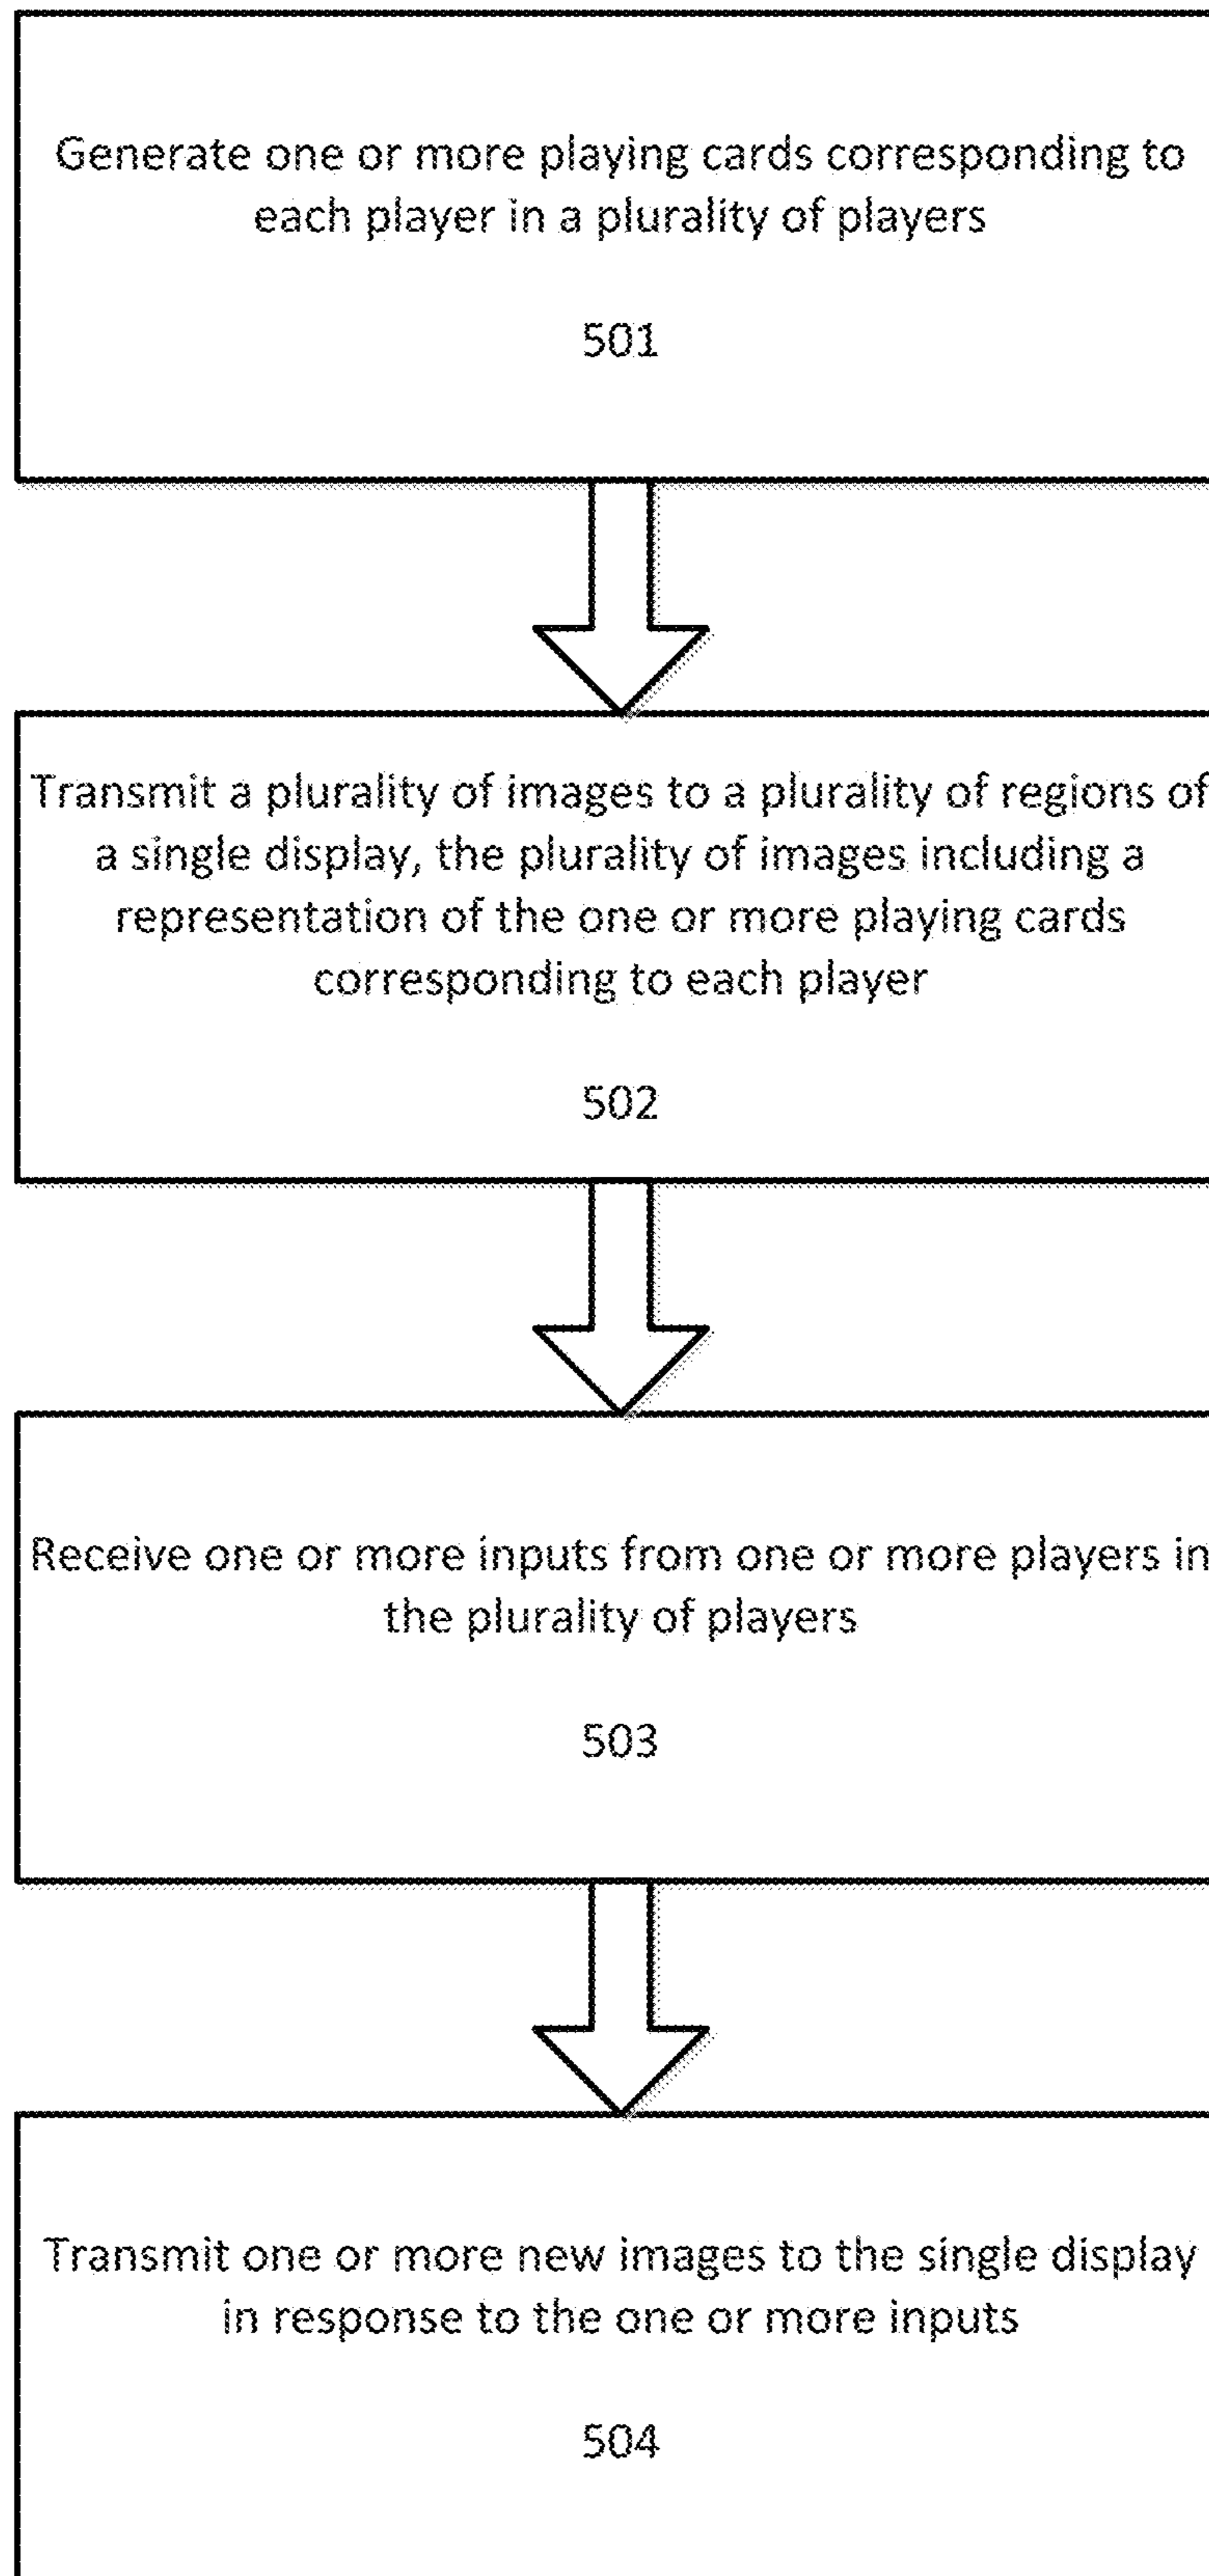 Generate one or more playing cards corresponding to
each player in a plurality of players
501
Transmit a plurality of images to a plurality of regions of
a single display, the plurality of images including a
representation of the one or more playing cards
corresponding to each player
502
Receive one or more inputs from one or more players in
the plurality of players
503
Transmit one or more new images to the single display
in response to the one or more inputs
504